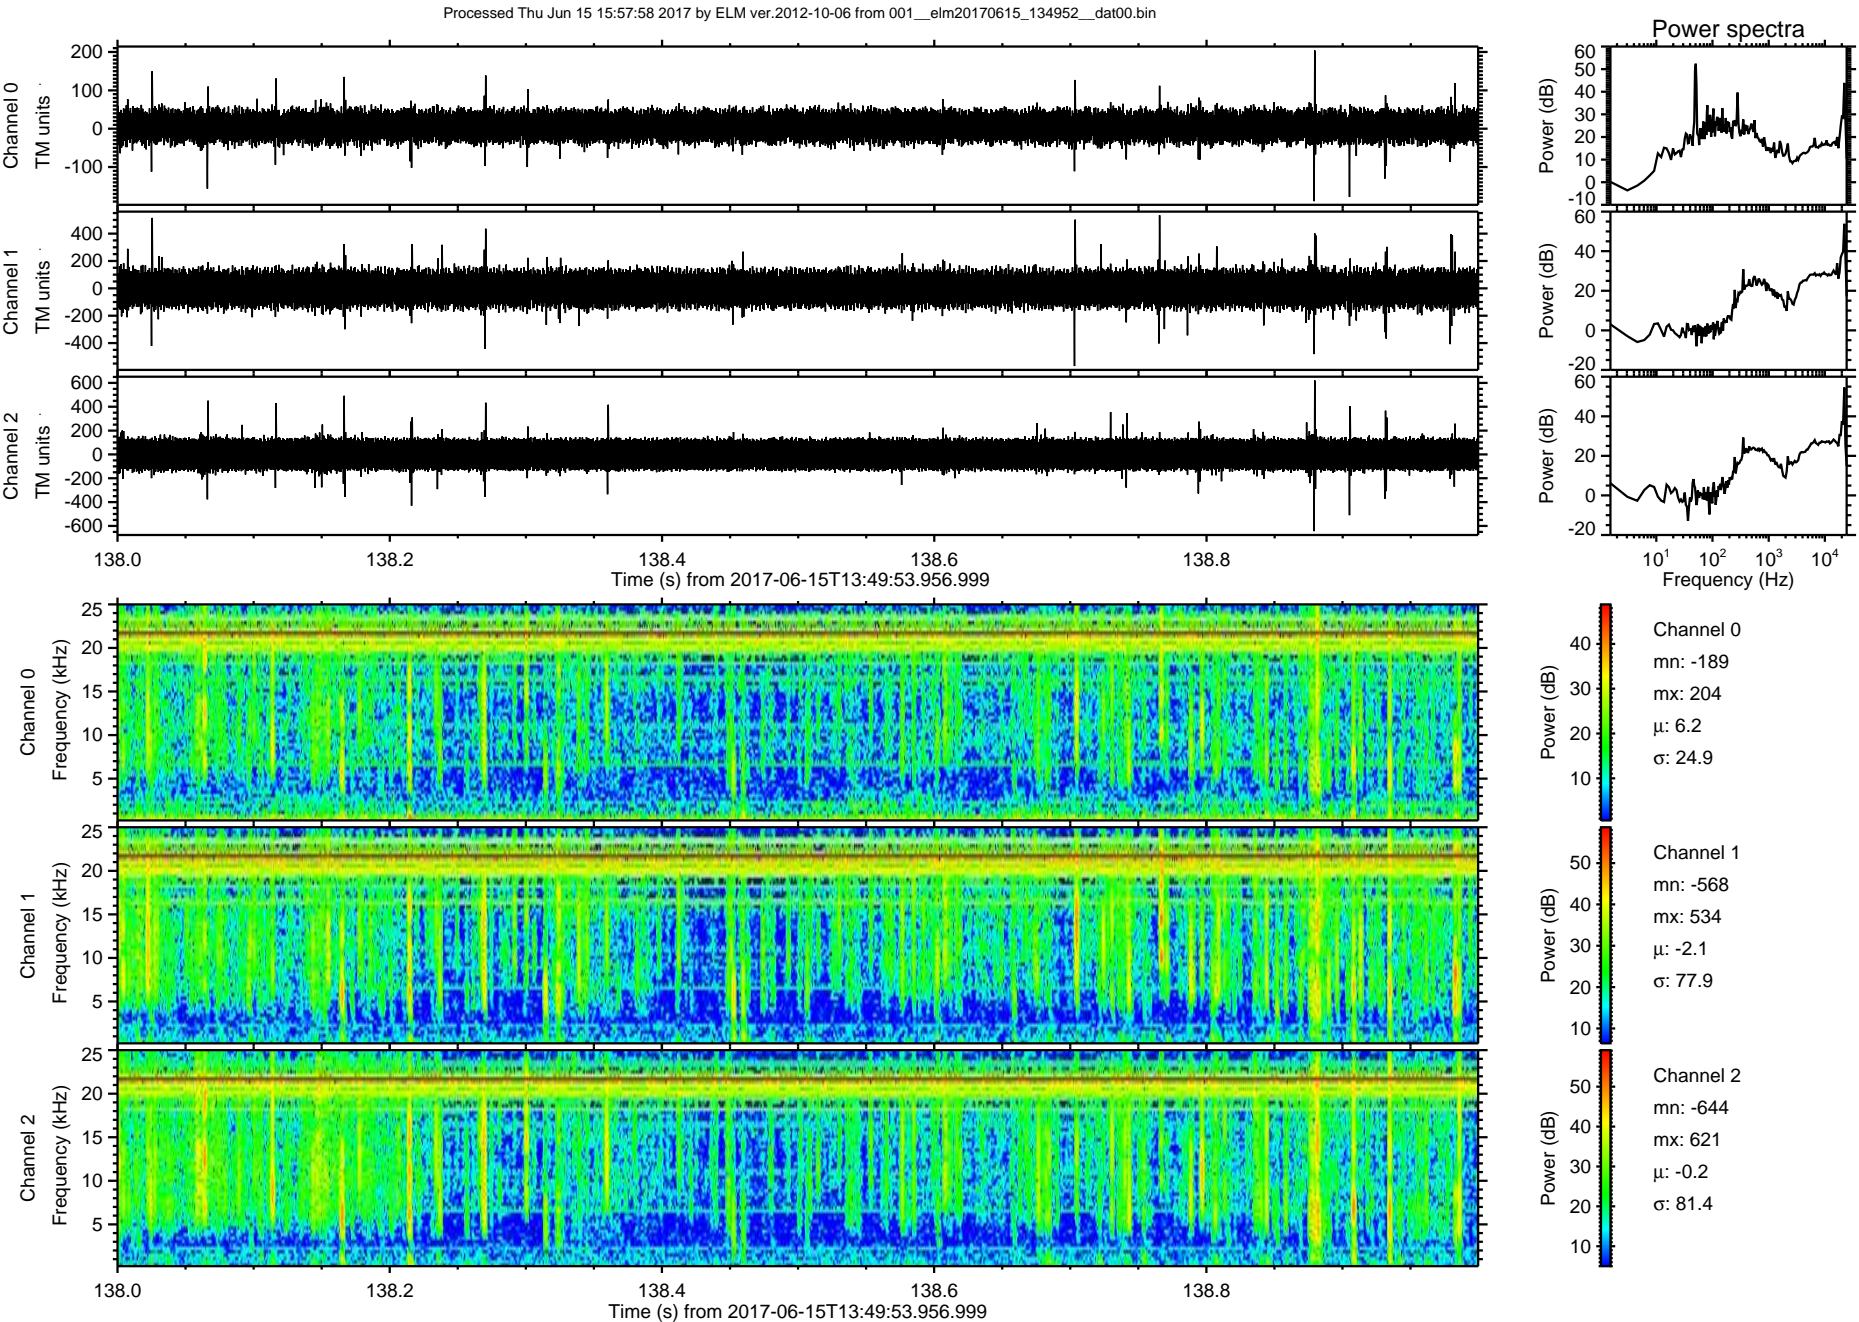 Processed Thu Jun 15 15:57:58 2017 by ELM ver.2012-10-06 from 001__elm20170615_134952__dat00.bin
Power spectra
Channel 0
TM units
200
100
0
-100
Power (dB)
60
50
40
30
20
10
0
-10
Channel 1
TM units
400
200
0
-200
-400
Power (dB)
60
40
20
0
-20
Channel 2
TM units
600
400
200
0
-200
-400
-600
Power (dB)
60
40
20
0
-20
138.0 138.2 138.4 138.6 138.8
Time (s) from 2017-06-15T13:49:53.956.999
10¹ 10² 10³ 10⁴
Frequency (Hz)
Channel 0
Frequency (kHz)
25
20
15
10
5
Power (dB)
40
30
20
10
Channel 0
mn: -189
mx: 204
μ: 6.2
σ: 24.9
Channel 1
Frequency (kHz)
25
20
15
10
5
Power (dB)
50
40
30
20
10
Channel 1
mn: -568
mx: 534
μ: -2.1
σ: 77.9
Channel 2
Frequency (kHz)
25
20
15
10
5
Power (dB)
50
40
30
20
10
Channel 2
mn: -644
mx: 621
μ: -0.2
σ: 81.4
138.0 138.2 138.4 138.6 138.8
Time (s) from 2017-06-15T13:49:53.956.999